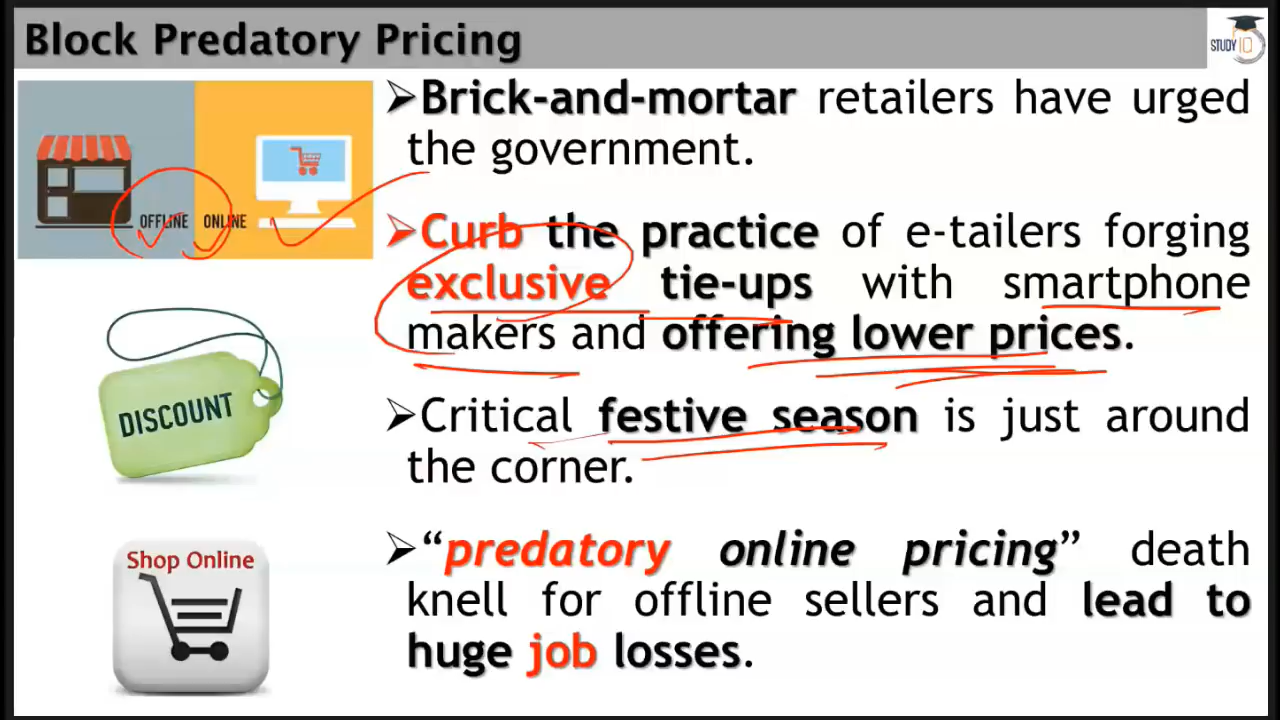 Block Predatory Pricing
STUDY IQ
OFFLINE ONLINE
➢Brick-and-mortar retailers have urged
the government.
➢Curb the practice of e-tailers forging
exclusive tie-ups with smartphone
makers and offering lower prices.
DISCOUNT
➢Critical festive season is just around
the corner.
Shop Online
➢“predatory online pricing” death
knell for offline sellers and lead to
huge job losses.